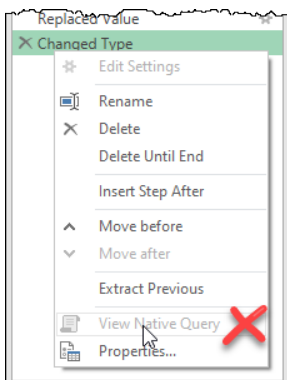 Replaced Value
Changed Type
Edit Settings
Rename
Delete
Delete Until End
Insert Step After
Move before
Move after
Extract Previous
View Native Query
Properties...